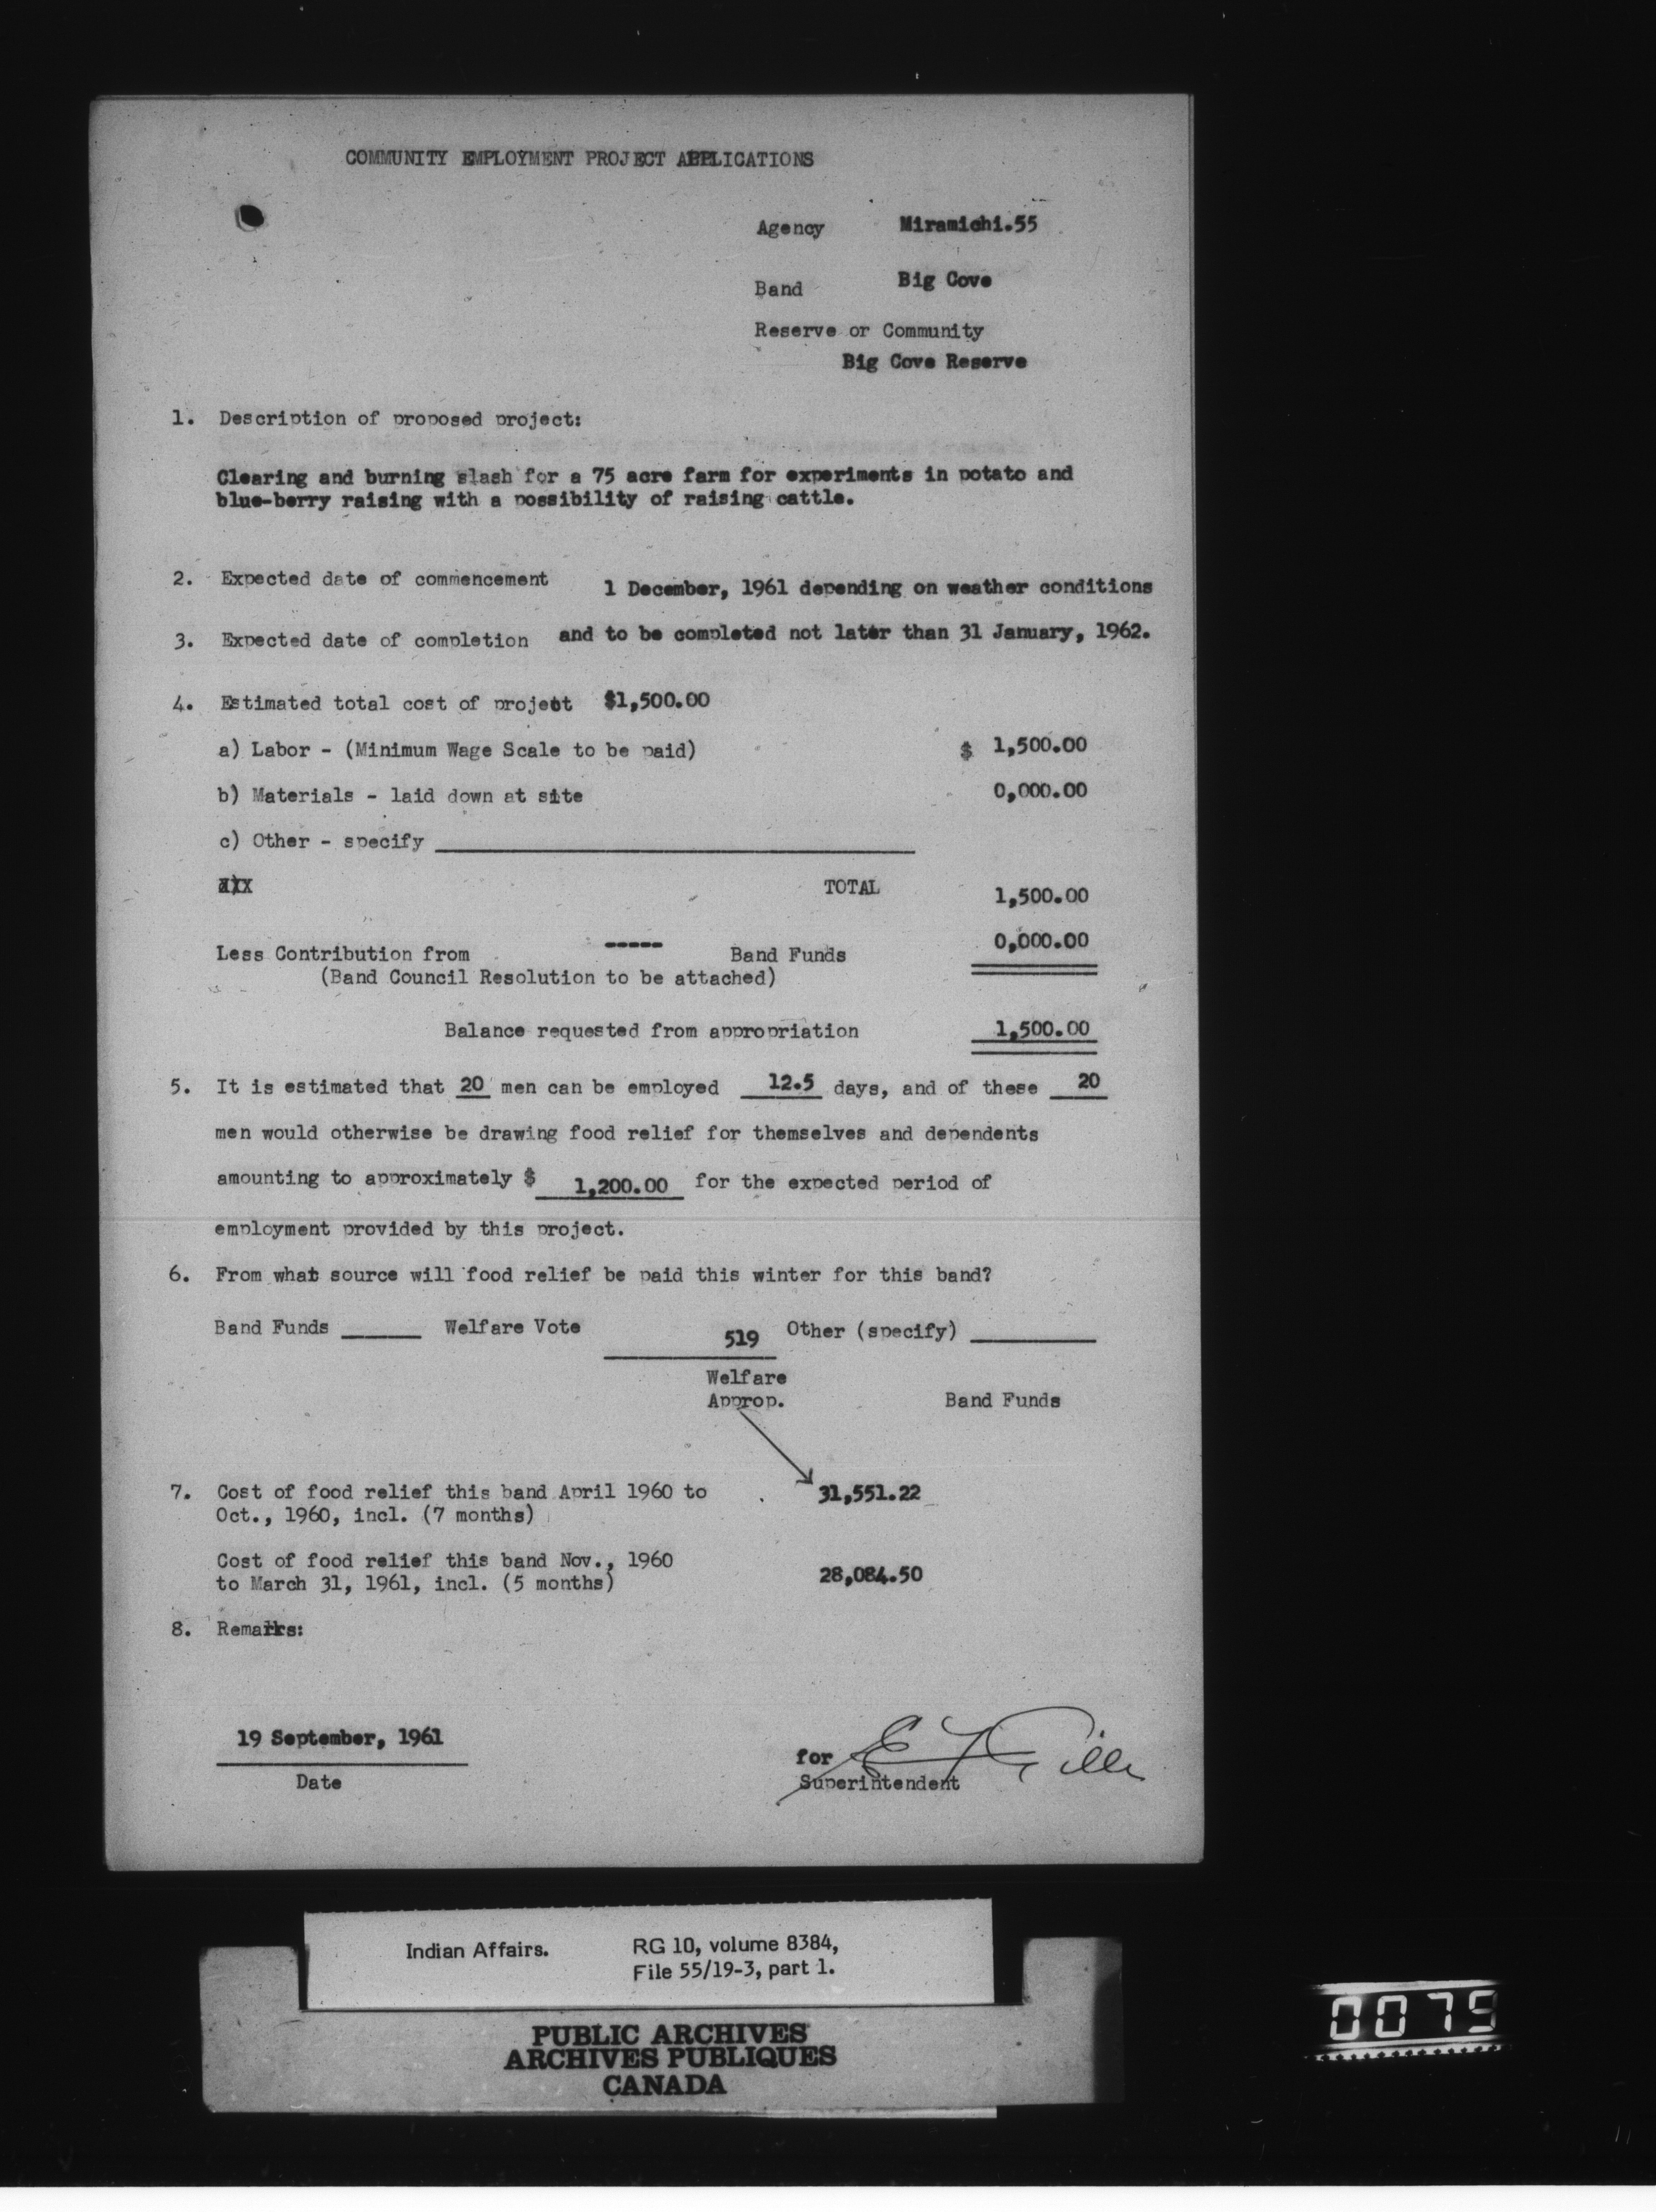 COMMUNITY EMPLOYMENT PROJECT APPLICATIONS
Agency Miramichi.55
Band Big Cove
Reserve or Community
Big Cove Reserve
1. Description of proposed project:
Clearing and burning slash for a 75 acre farm for experiments in potato and
blue-berry raising with a possibility of raising cattle.
2. Expected date of commencement 1 December, 1961 depending on weather conditions
3. Expected date of completion and to be completed not later than 31 January, 1962.
4. Estimated total cost of project $1,500.00
a) Labor - (Minimum Wage Scale to be paid) $ 1,500.00
b) Materials - laid down at site 0,000.00
c) Other - specify
TOTAL 1,500.00
Less Contribution from ----- Band Funds 0,000.00
(Band Council Resolution to be attached)
Balance requested from appropriation 1,500.00
5. It is estimated that 20 men can be employed 12.5 days, and of these 20
men would otherwise be drawing food relief for themselves and dependents
amounting to approximately $ 1,200.00 for the expected period of
employment provided by this project.
6. From what source will food relief be paid this winter for this band?
Band Funds Welfare Vote 519 Other (specify)
Welfare
Approp. Band Funds
7. Cost of food relief this band April 1960 to 31,551.22
Oct., 1960, incl. (7 months)
Cost of food relief this band Nov., 1960
to March 31, 1961, incl. (5 months) 28,084.50
8. Remarks:
19 September, 1961
Date
for
Superintendent
Indian Affairs. RG 10, volume 8384,
File 55/19-3, part 1.
PUBLIC ARCHIVES
ARCHIVES PUBLIQUES
CANADA
0075